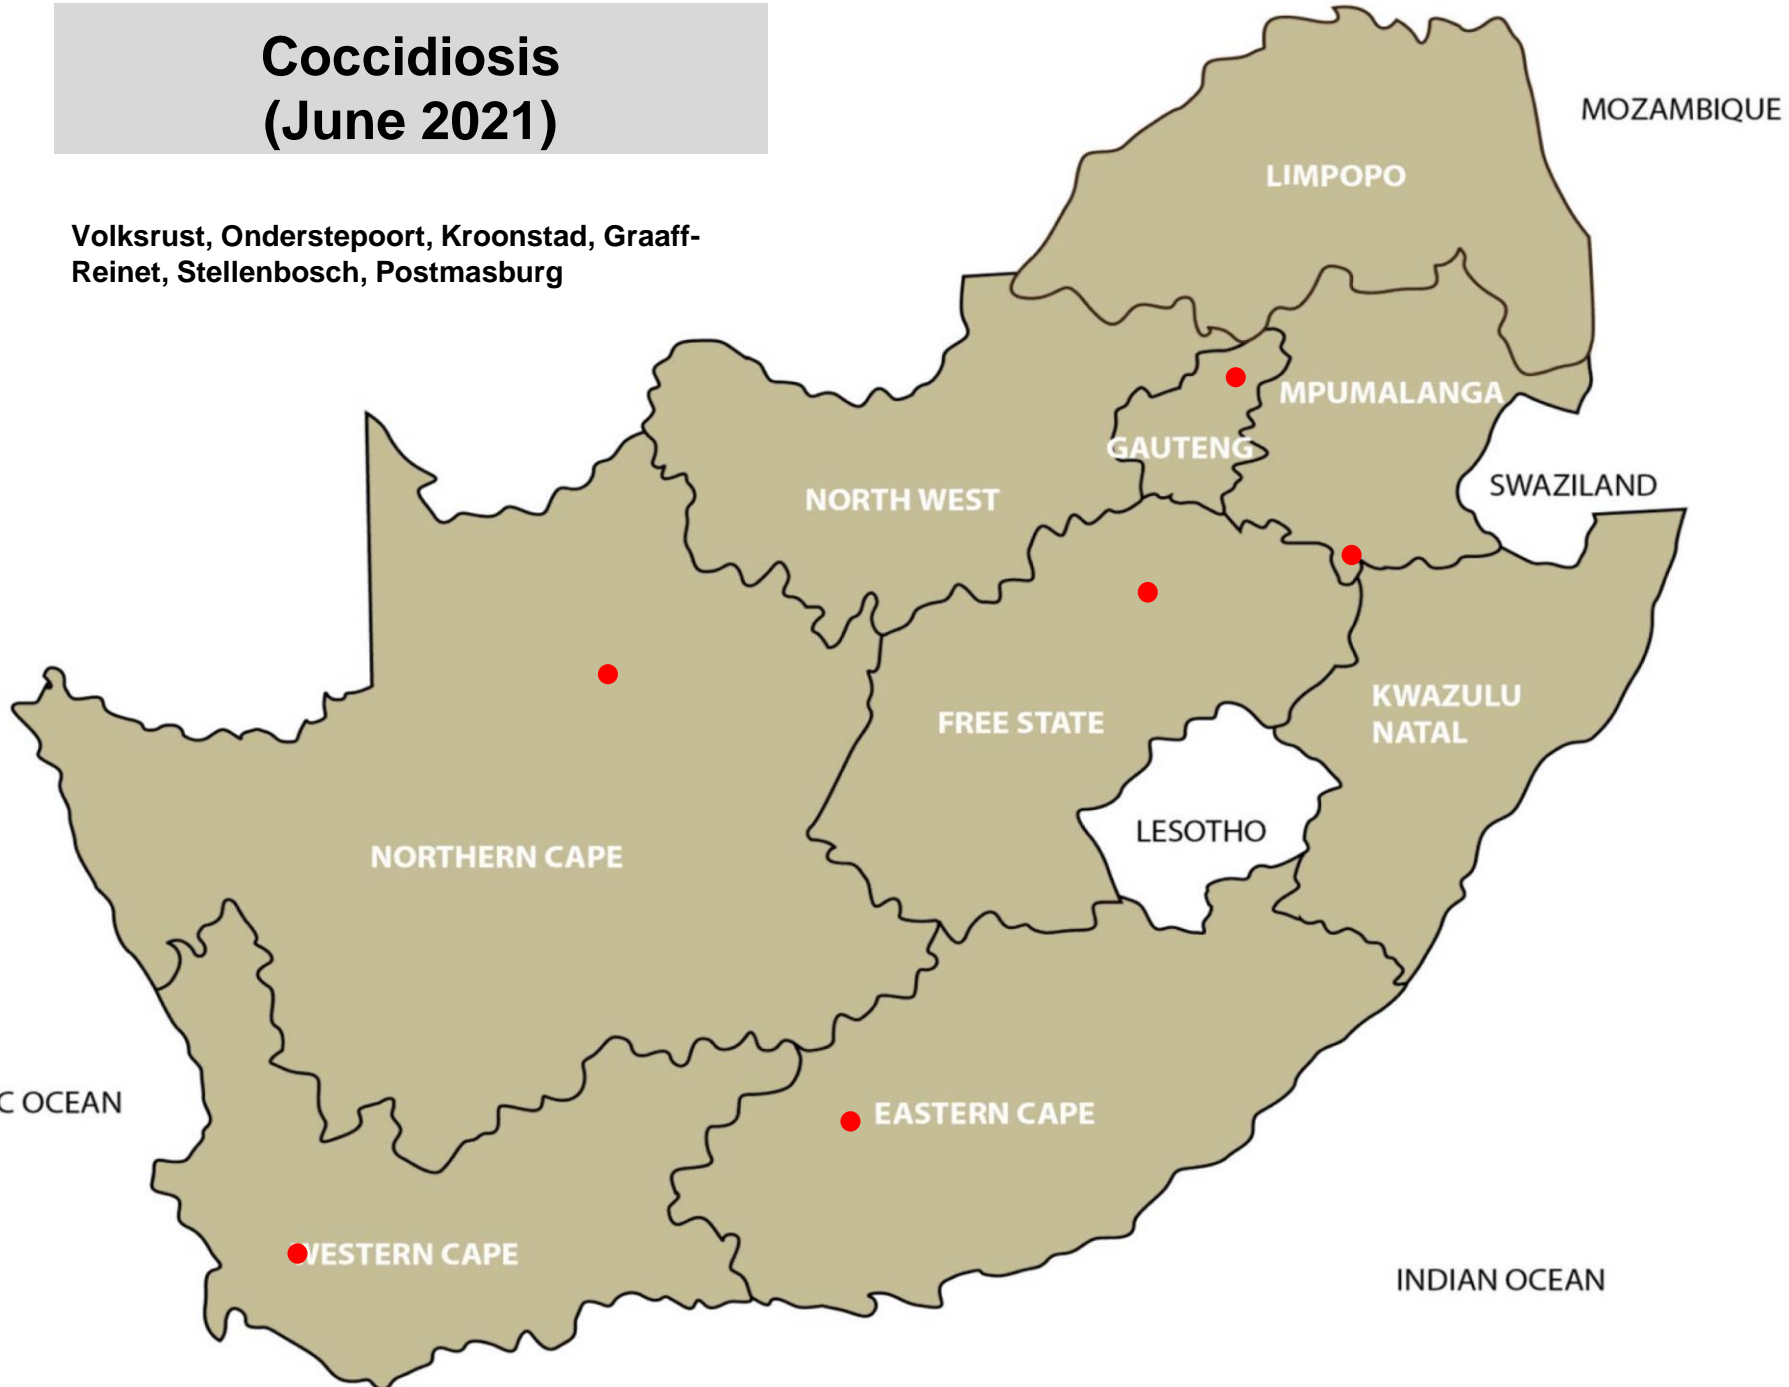 Coccidiosis
(June 2021)
Volksrust, Onderstepoort, Kroonstad, Graaff-
Reinet, Stellenbosch, Postmasburg
MOZAMBIQUE
LIMPOPO
MPUMALANGA
GAUTENG
SWAZILAND
NORTH WEST
KWAZULU
NATAL
FREE STATE
LESOTHO
NORTHERN CAPE
C OCEAN
EASTERN CAPE
WESTERN CAPE
INDIAN OCEAN